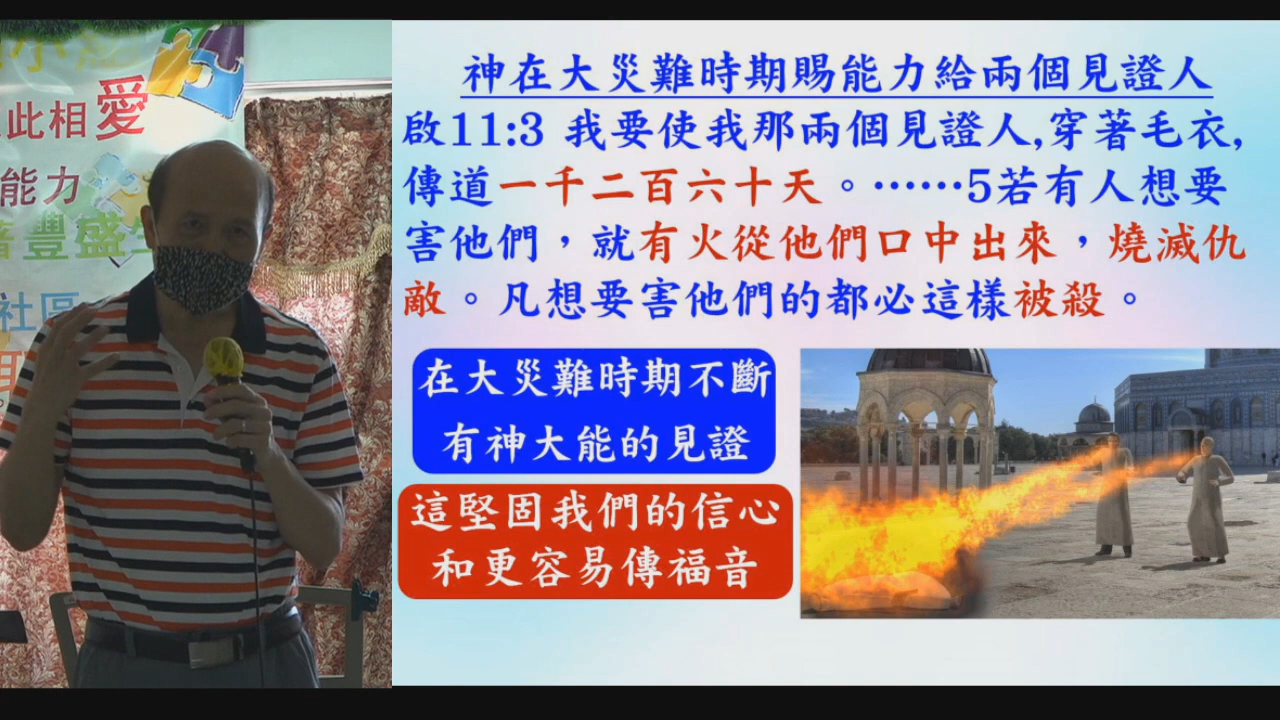 此相愛
能力
豐盛
社區
神在大災難時期賜能力給兩個見證人
啟11:3 我要使我那兩個見證人,穿著毛衣,
傳道一千二百六十天。……5若有人想要
害他們，就有火從他們口中出來，燒滅仇
敵。凡想要害他們的都必這樣被殺。
在大災難時期不斷
有神大能的見證
這堅固我們的信心
和更容易傳福音